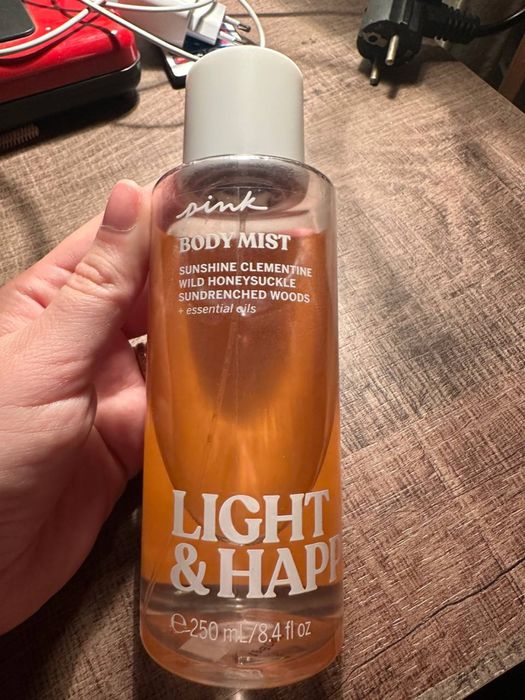 pink
BODY MIST
SUNSHINE CLEMENTINE
WILD HONEYSUCKLE
SUNDRENCHED WOODS
+ essential oils
LIGHT
& HAPP
℮ 250 mL/8.4 fl oz